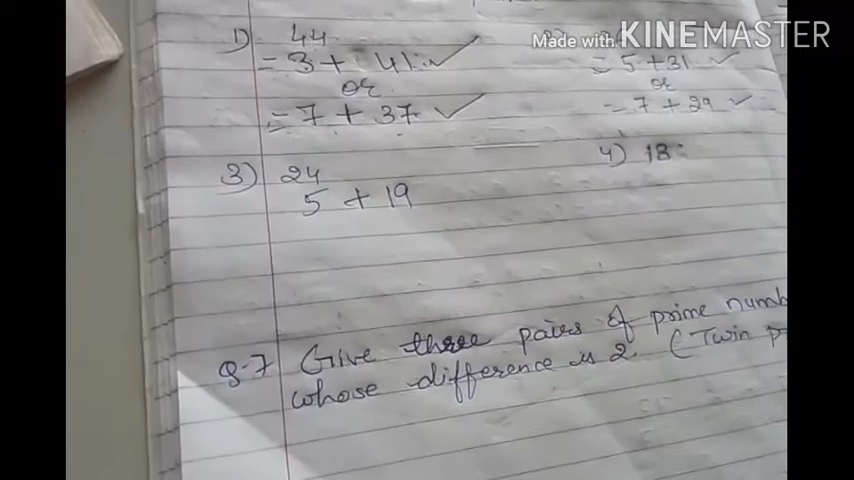 1) 44
= 3 + 41 ✓
or
= 7 + 37 ✓
Made with KINEMASTER
= 5 + 31 ✓
or
= 7 + 29 ✓
3) 24
5 + 19
4) 18:
Q-7 Give three pairs of prime numb
whose difference is 2. (Twin p